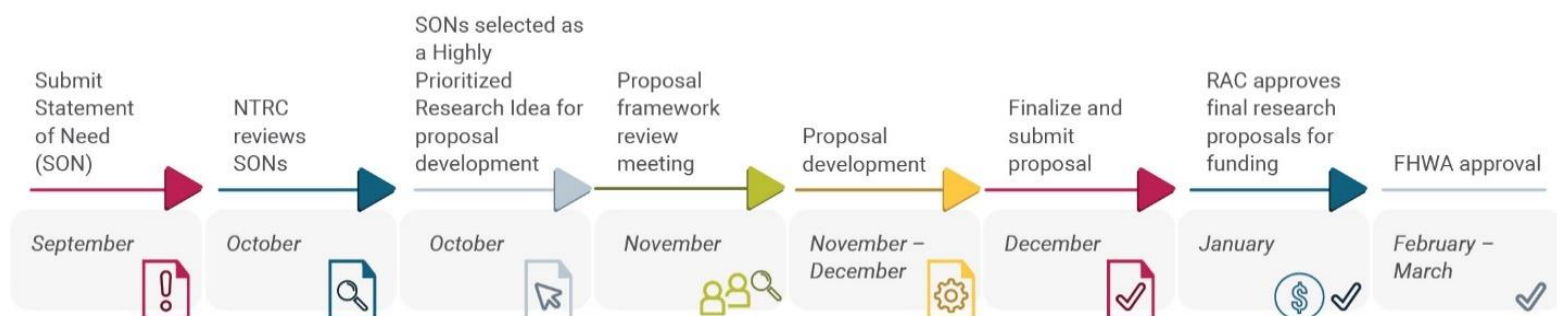 Submit
Statement
of Need
(SON)
September
NTRC
reviews
SONs
October
SONs selected as
a Highly
Prioritized
Research Idea for
proposal
development
October
Proposal
framework
review
meeting
November
Proposal
development
November –
December
Finalize and
submit
proposal
December
RAC approves
final research
proposals for
funding
January
$
FHWA approval
February –
March